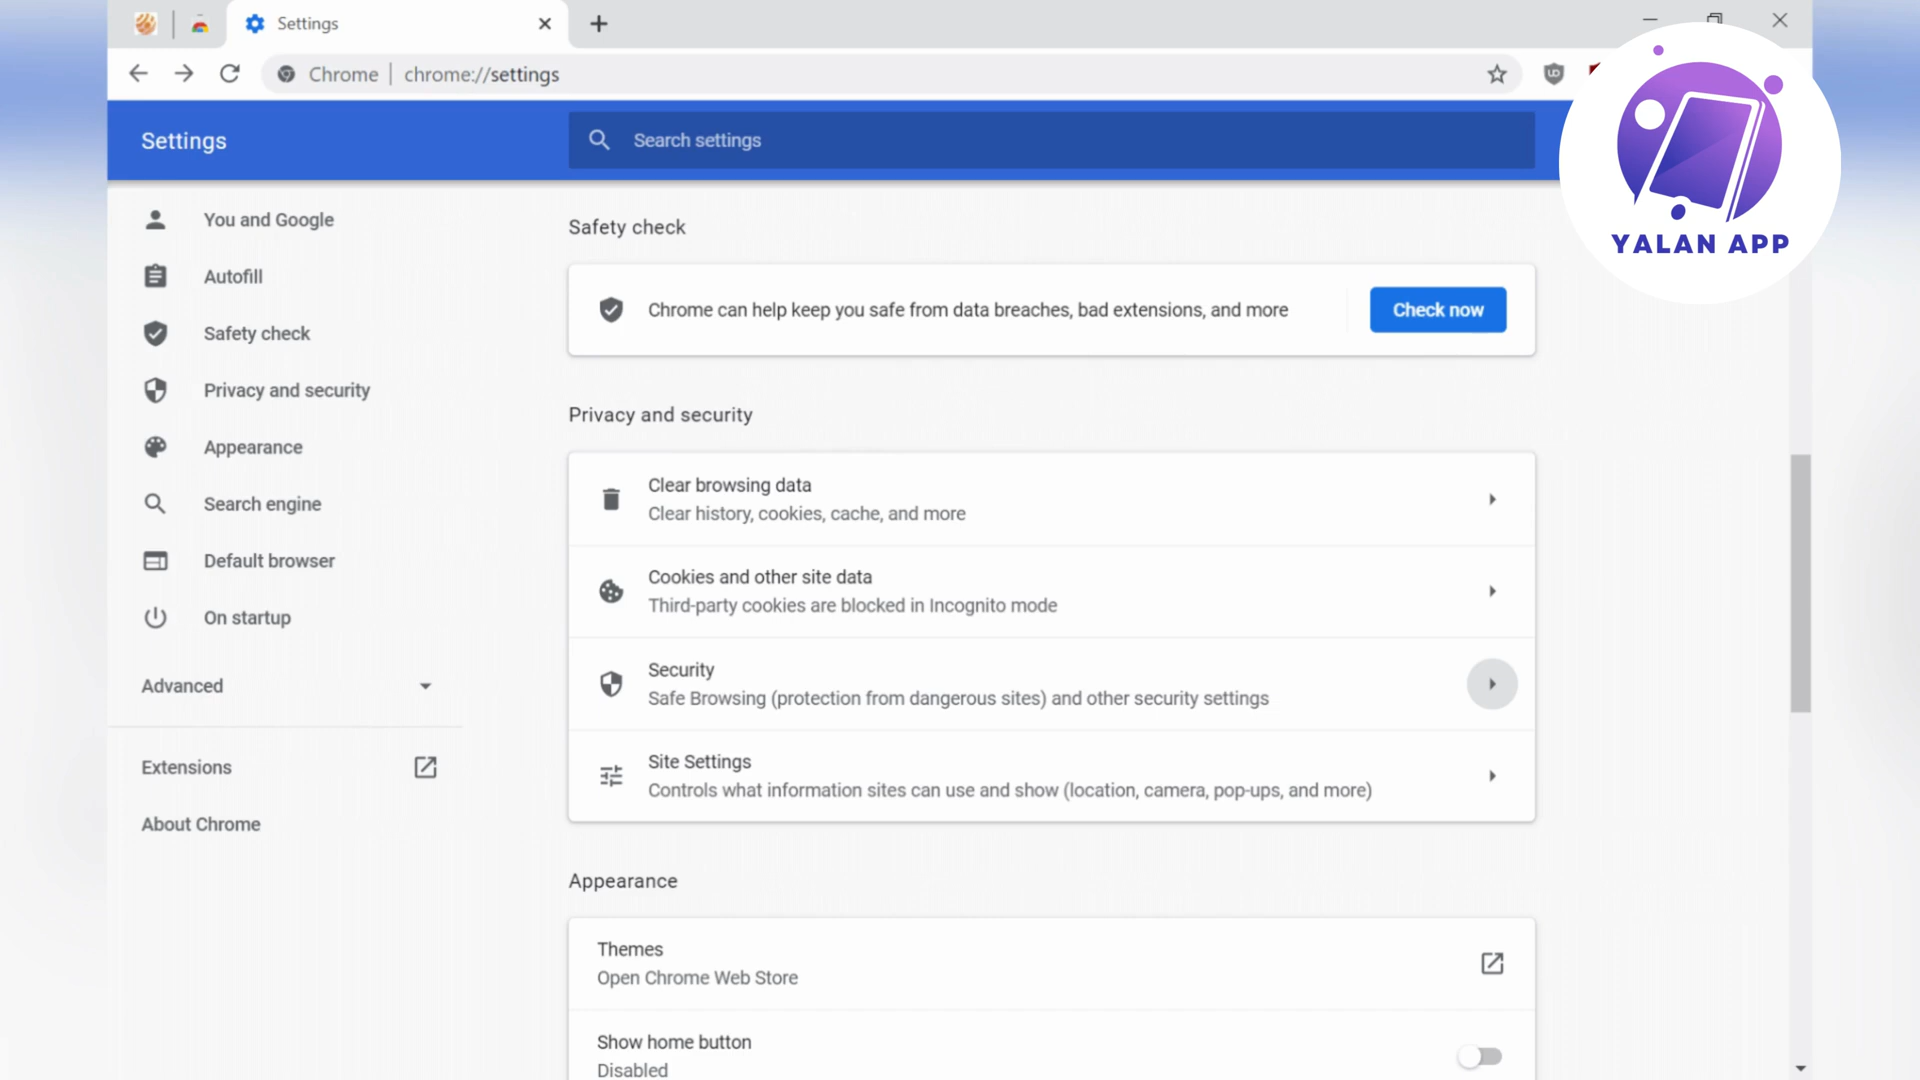 Settings
Chrome | chrome://settings
Settings
Search settings
YALAN APP
You and Google
Autofill
Safety check
Privacy and security
Appearance
Search engine
Default browser
On startup
Advanced
Extensions
About Chrome
Safety check
Chrome can help keep you safe from data breaches, bad extensions, and more
Check now
Privacy and security
Clear browsing data
Clear history, cookies, cache, and more
Cookies and other site data
Third-party cookies are blocked in Incognito mode
Security
Safe Browsing (protection from dangerous sites) and other security settings
Site Settings
Controls what information sites can use and show (location, camera, pop-ups, and more)
Appearance
Themes
Open Chrome Web Store
Show home button
Disabled